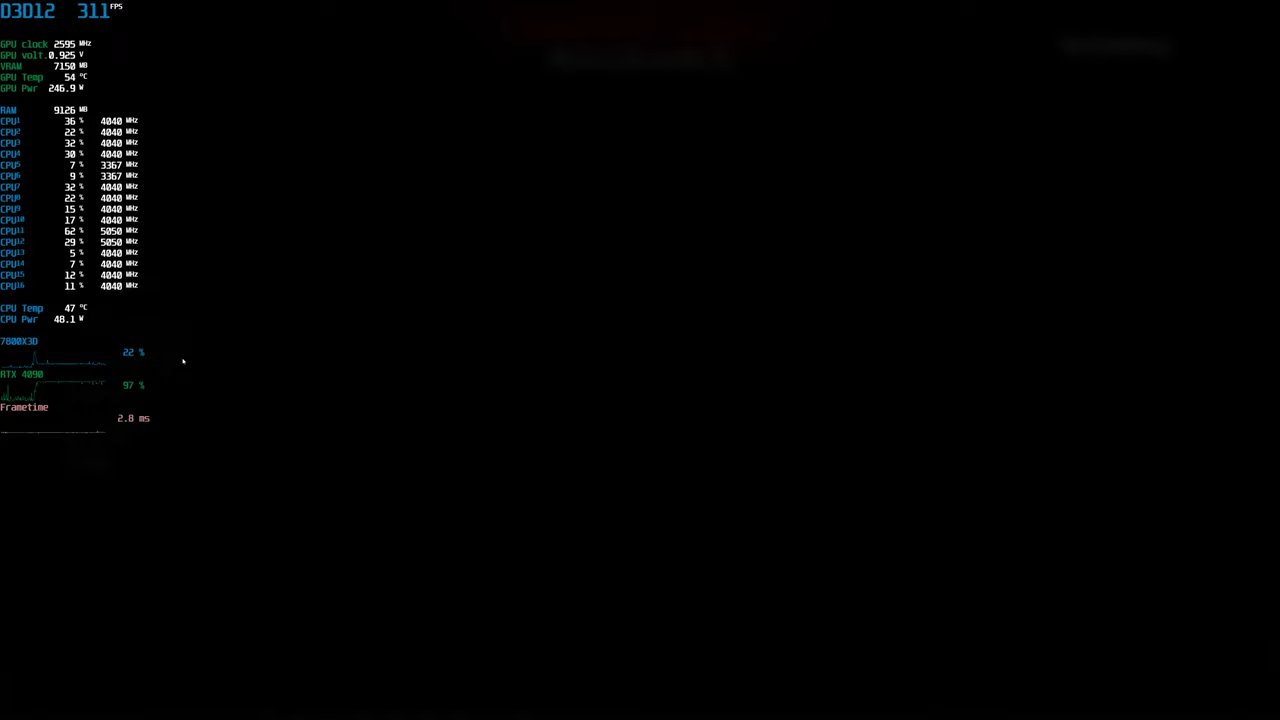 D3D12 311 FPS
GPU clock 2595 MHz
GPU volt. 0.925 V
VRAM 7150 MB
GPU Temp 54 °C
GPU Pwr 246.9 W
RAM 9126 MB
CPU1 36 % 4040 MHz
CPU2 22 % 4040 MHz
CPU3 32 % 4040 MHz
CPU4 30 % 4040 MHz
CPU5 7 % 3367 MHz
CPU6 9 % 3367 MHz
CPU7 32 % 4040 MHz
CPU8 22 % 4040 MHz
CPU9 15 % 4040 MHz
CPU10 17 % 4040 MHz
CPU11 62 % 5050 MHz
CPU12 29 % 5050 MHz
CPU13 5 % 4040 MHz
CPU14 7 % 4040 MHz
CPU15 12 % 4040 MHz
CPU16 11 % 4040 MHz
CPU Temp 47 °C
CPU Pwr 48.1 W
7800X3D
22 %
RTX 4090
97 %
Frametime
2.8 ms